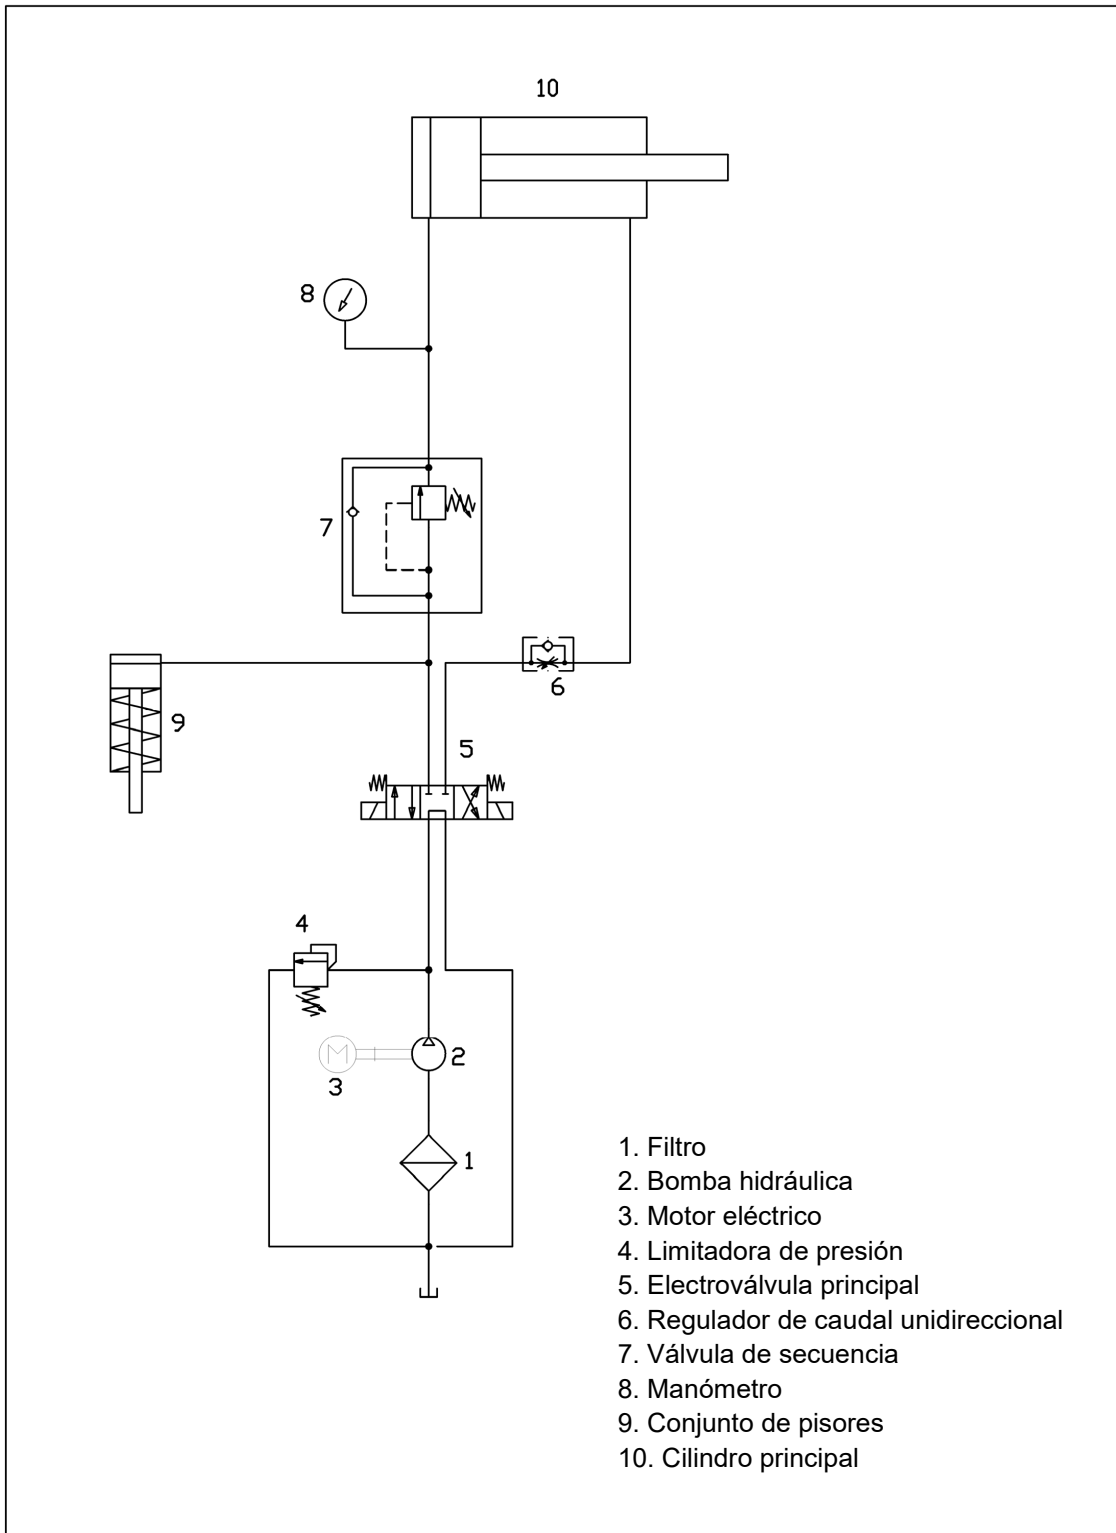 10
8
7
6
9
5
4
M
2
3
1
1. Filtro
2. Bomba hidráulica
3. Motor eléctrico
4. Limitadora de presión
5. Electroválvula principal
6. Regulador de caudal unidireccional
7. Válvula de secuencia
8. Manómetro
9. Conjunto de pisores
10. Cilindro principal